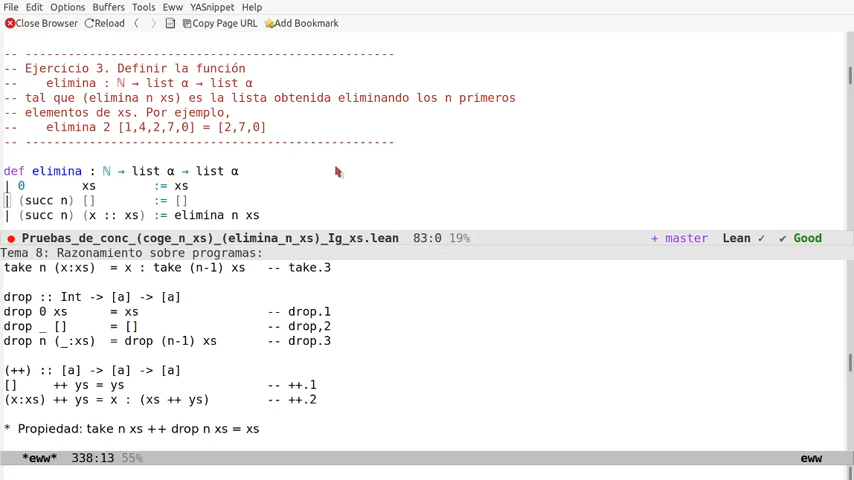 File Edit Options Buffers Tools Eww YASnippet Help
Close Browser Reload Copy Page URL Add Bookmark
-- ---------------------------------------------------
-- Ejercicio 3. Definir la función
--    elimina : ℕ → list α → list α
-- tal que (elimina n xs) es la lista obtenida eliminando los n primeros
-- elementos de xs. Por ejemplo,
--    elimina 2 [1,4,2,7,0] = [2,7,0]
-- ---------------------------------------------------
def elimina : ℕ → list α → list α
| 0        xs        := xs
| (succ n) []        := []
| (succ n) (x :: xs) := elimina n xs
Pruebas_de_conc_(coge_n_xs)_(elimina_n_xs)_Ig_xs.lean 83:0 19% + master Lean ✓ ✔ Good
Tema 8: Razonamiento sobre programas:
take n (x:xs)  = x : take (n-1) xs   -- take.3
drop :: Int -> [a] -> [a]
drop 0 xs      = xs                  -- drop.1
drop _ []      = []                  -- drop,2
drop n (_:xs)  = drop (n-1) xs       -- drop.3
(++) :: [a] -> [a] -> [a]
[]     ++ ys = ys                    -- ++.1
(x:xs) ++ ys = x : (xs ++ ys)        -- ++.2
* Propiedad: take n xs ++ drop n xs = xs
*eww* 338:13 55% eww